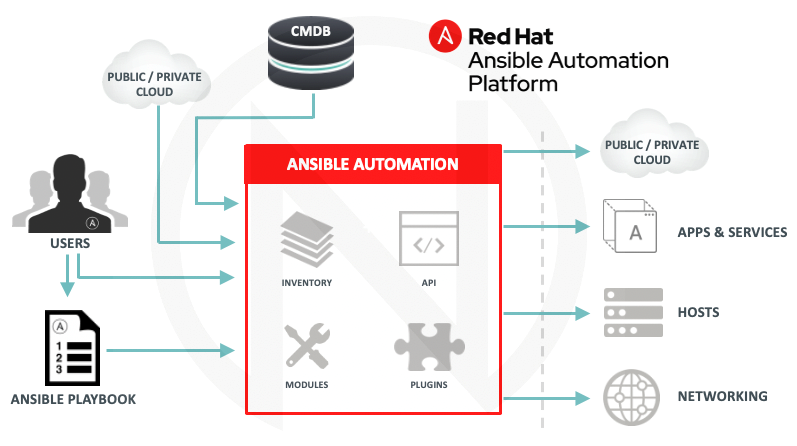 CMDB
Red Hat
Ansible Automation
Platform
PUBLIC / PRIVATE
CLOUD
ANSIBLE AUTOMATION
PUBLIC / PRIVATE
CLOUD
A
USERS
A
APPS & SERVICES
INVENTORY
</>
API
A
1
2
3
HOSTS
MODULES
PLUGINS
ANSIBLE PLAYBOOK
NETWORKING